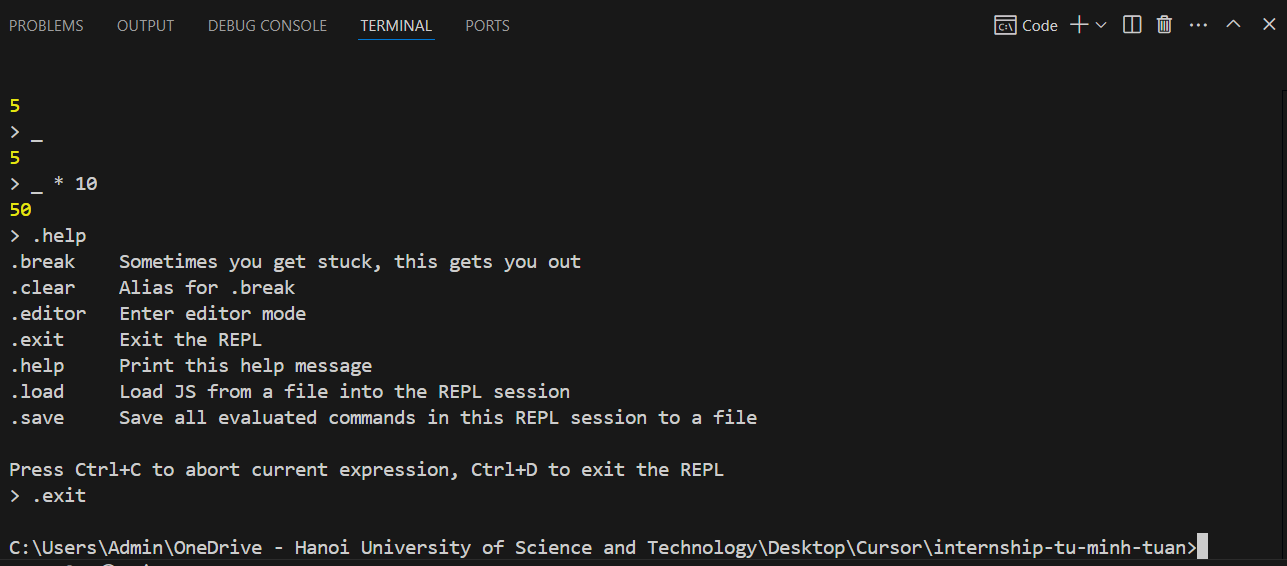 PROBLEMS OUTPUT DEBUG CONSOLE TERMINAL PORTS Code
5
> _
5
> _ * 10
50
> .help
.break    Sometimes you get stuck, this gets you out
.clear    Alias for .break
.editor   Enter editor mode
.exit     Exit the REPL
.help     Print this help message
.load     Load JS from a file into the REPL session
.save     Save all evaluated commands in this REPL session to a file
Press Ctrl+C to abort current expression, Ctrl+D to exit the REPL
> .exit
C:\Users\Admin\OneDrive - Hanoi University of Science and Technology\Desktop\Cursor\internship-tu-minh-tuan>